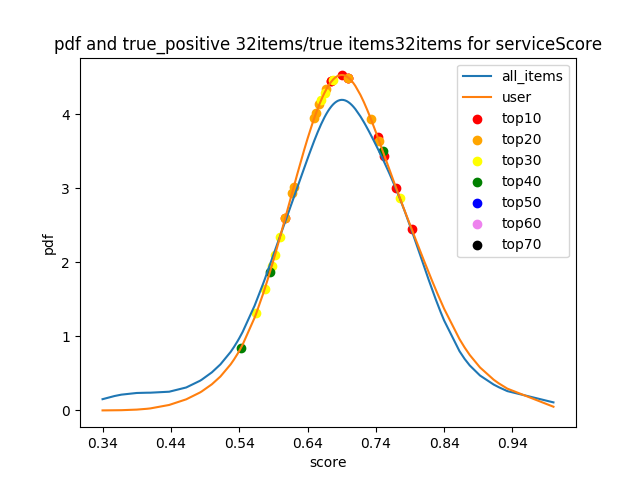 pdf and true_positive 32items/true items32items for serviceScore
all_items
user
top10
top20
top30
top40
top50
top60
top70
pdf
4
3
2
1
0
0.34 0.44 0.54 0.64 0.74 0.84 0.94
score